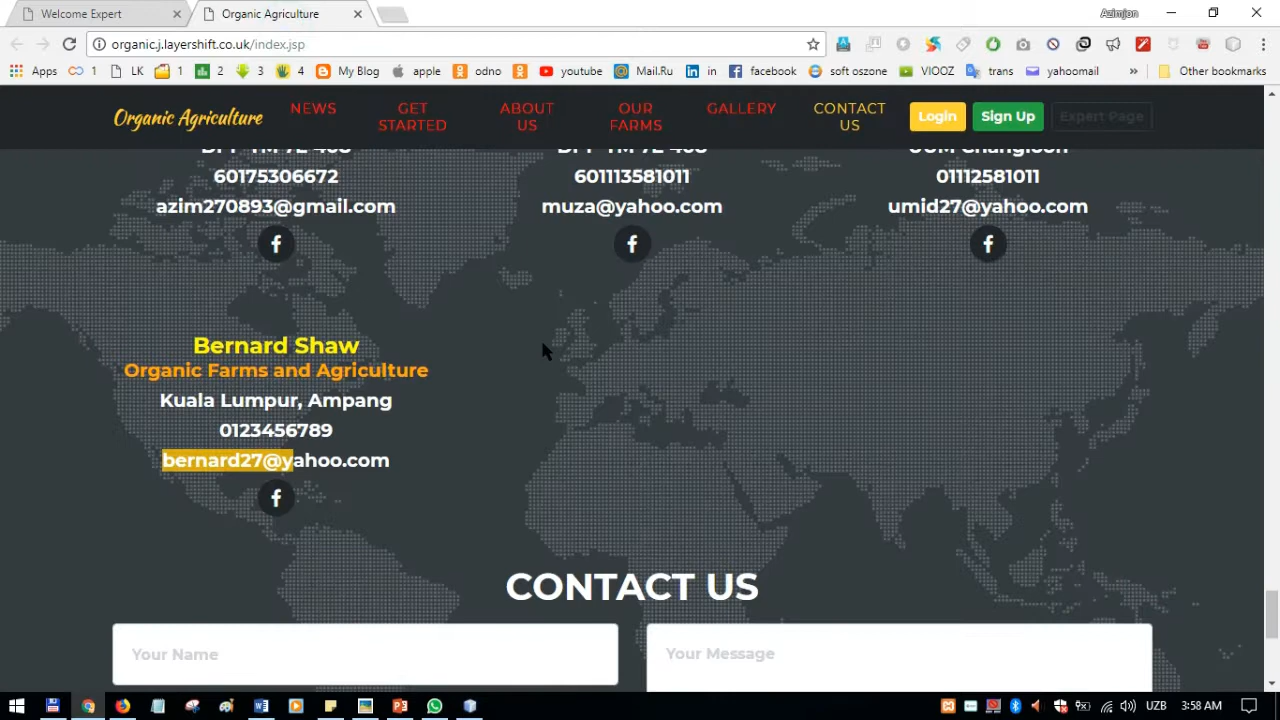 Welcome Expert
Organic Agriculture
Azimjon
organic.j.layershift.co.uk/index.jsp
Apps 1 LK 1 2 3 4 My Blog apple odno youtube Mail.Ru in facebook soft oszone VIOOZ trans yahoomail » Other bookmarks
Organic Agriculture
NEWS
GET STARTED
ABOUT US
OUR FARMS
GALLERY
CONTACT US
Login
Sign Up
Expert Page
60175306672
azim270893@gmail.com
601113581011
muza@yahoo.com
01112581011
umid27@yahoo.com
Bernard Shaw
Organic Farms and Agriculture
Kuala Lumpur, Ampang
0123456789
bernard27@yahoo.com
CONTACT US
Your Name
Your Message
UZB 3:58 AM